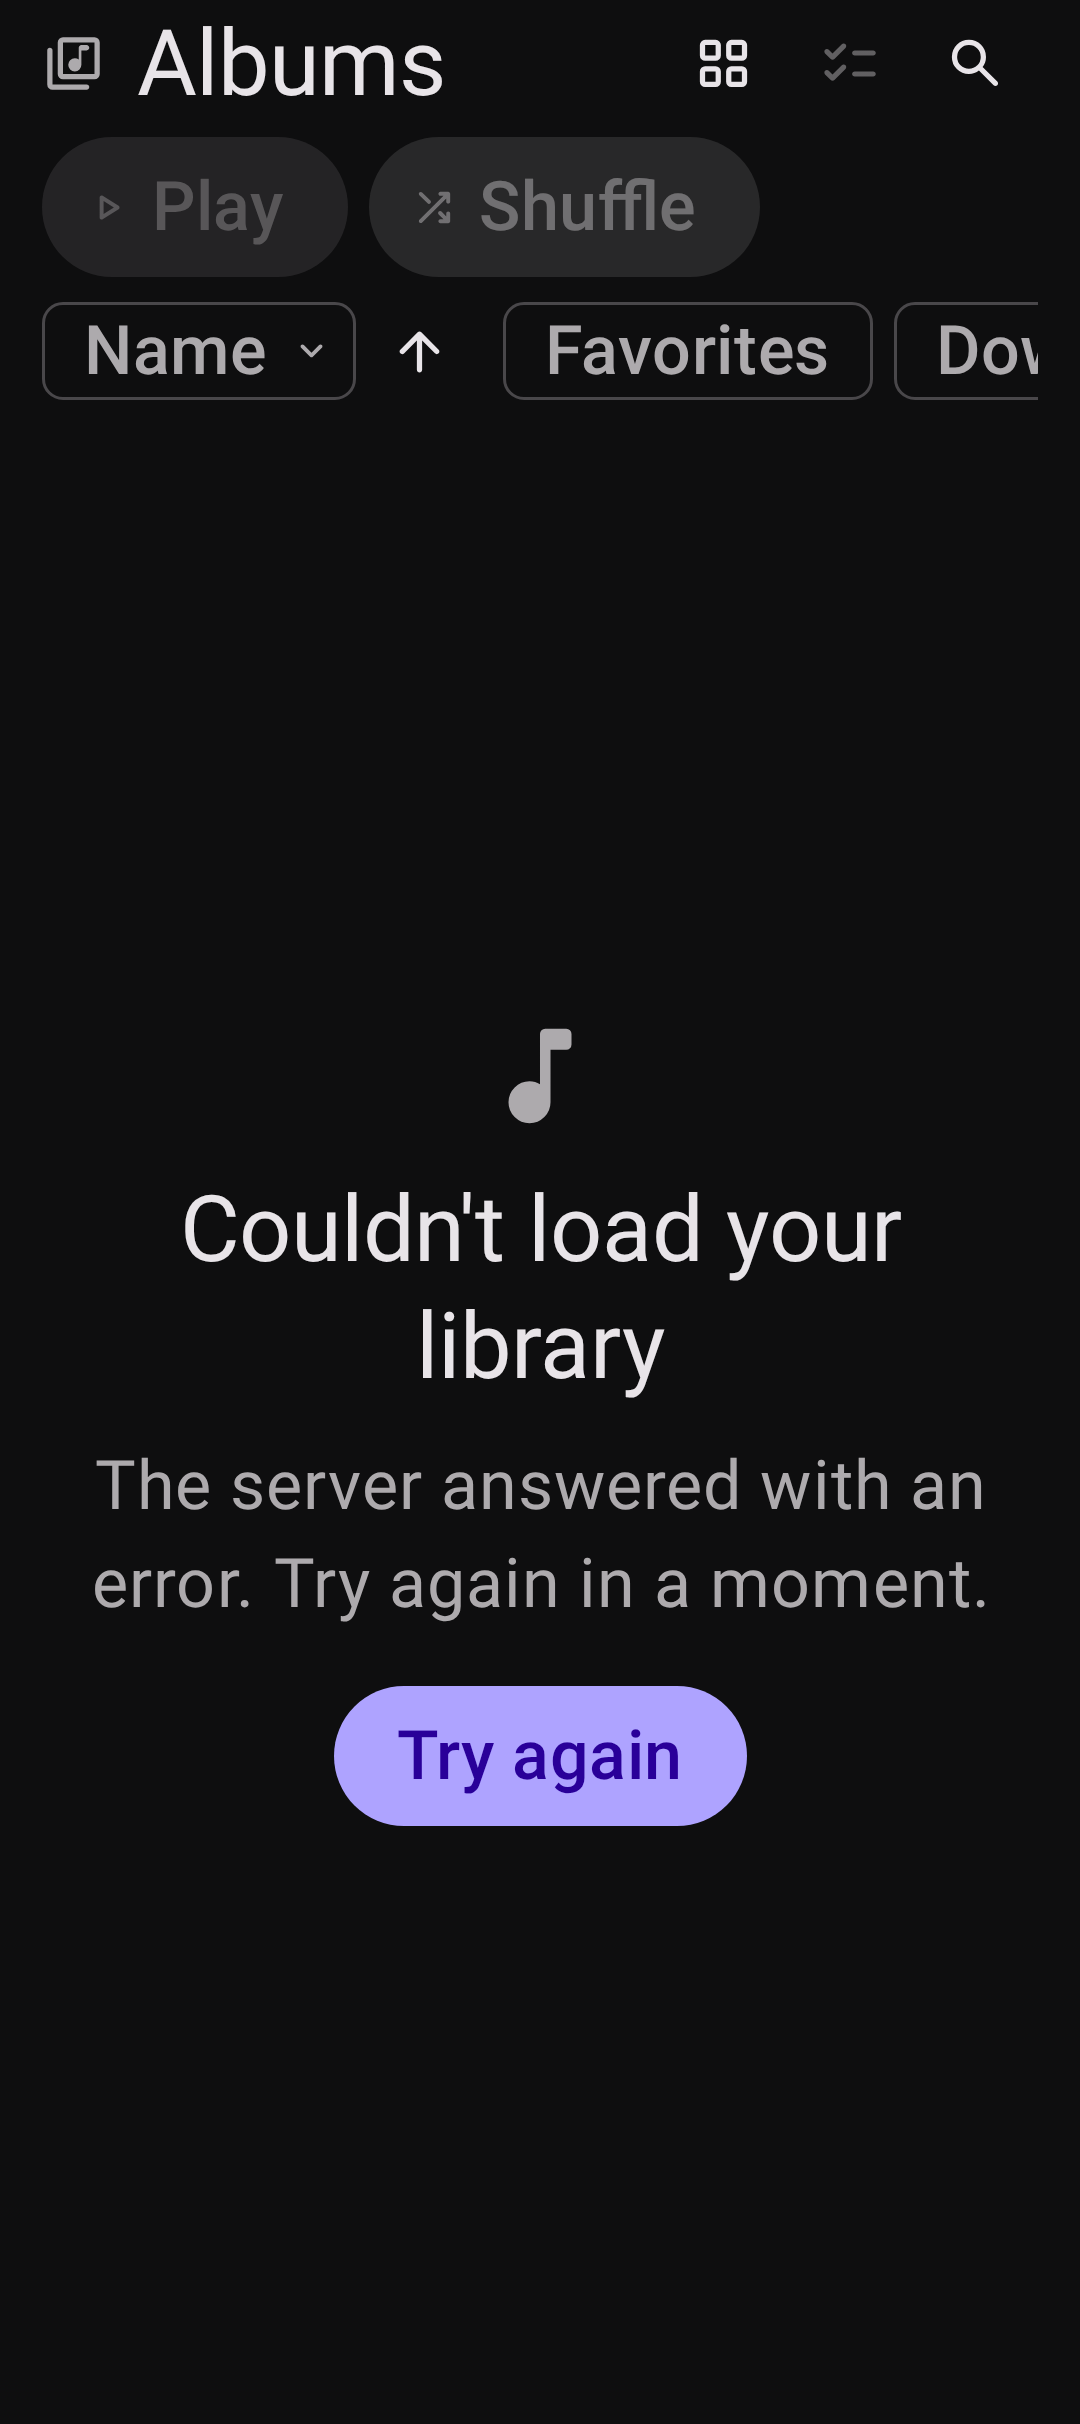 Albums
Play
Shuffle
Name
Favorites
Couldn't load your
library
The server answered with an
error. Try again in a moment.
Try again